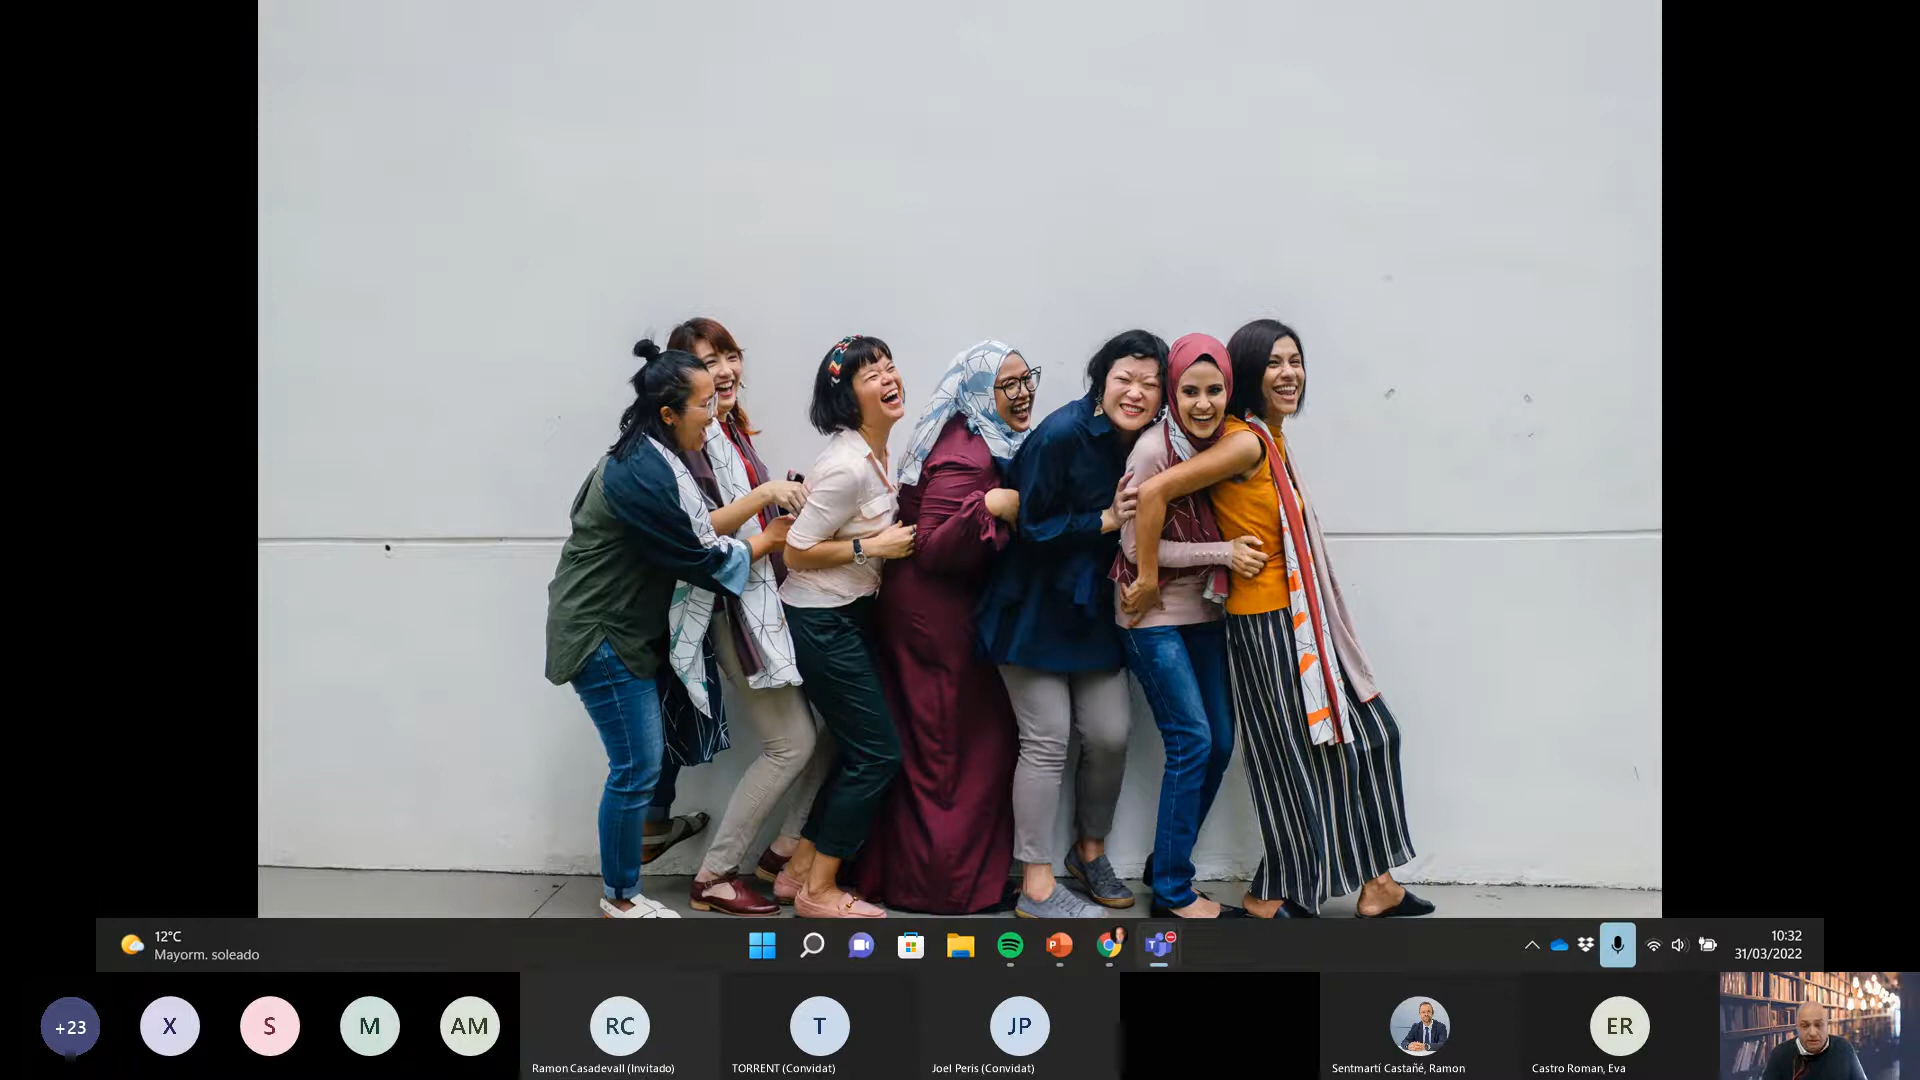 12°C
Mayorm. soleado
P
10:32
31/03/2022
+23
X
S
M
AM
RC
T
JP
ER
Ramon Casadevall (Invitado)
TORRENT (Convidat)
Joel Peris (Convidat)
Sentmartí Castañé, Ramon
Castro Roman, Eva